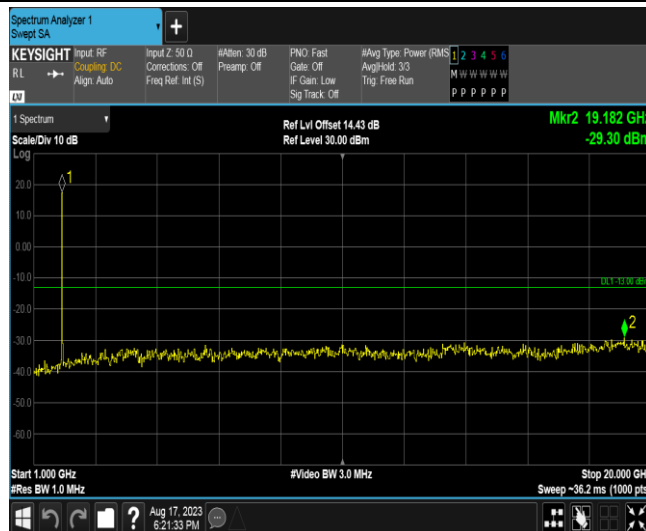 Spectrum Analyzer 1
Swept SA
KEYSIGHT
RL
LXI
Input: RF
Coupling: DC
Align: Auto
Input Z: 50 Ω
Corrections: Off
Freq Ref: Int (S)
#Atten: 30 dB
Preamp: Off
PNO: Fast
Gate: Off
IF Gain: Low
Sig Track: Off
#Avg Type: Power (RMS
Avg|Hold: 3/3
Trig: Free Run
1 2 3 4 5 6
M W W W W W
P P P P P P
1 Spectrum
Scale/Div 10 dB
Log
Ref Lvl Offset 14.43 dB
Ref Level 30.00 dBm
Mkr2 19.182 GHz
-29.30 dBm
1
20.0
10.0
0.00
-10.0
DL1 -13.00 dBm
-20.0
2
-30.0
-40.0
-50.0
-60.0
Start 1.000 GHz
#Res BW 1.0 MHz
#Video BW 3.0 MHz
Stop 20.000 GHz
Sweep ~36.2 ms (1000 pts
Aug 17, 2023
6:21:33 PM